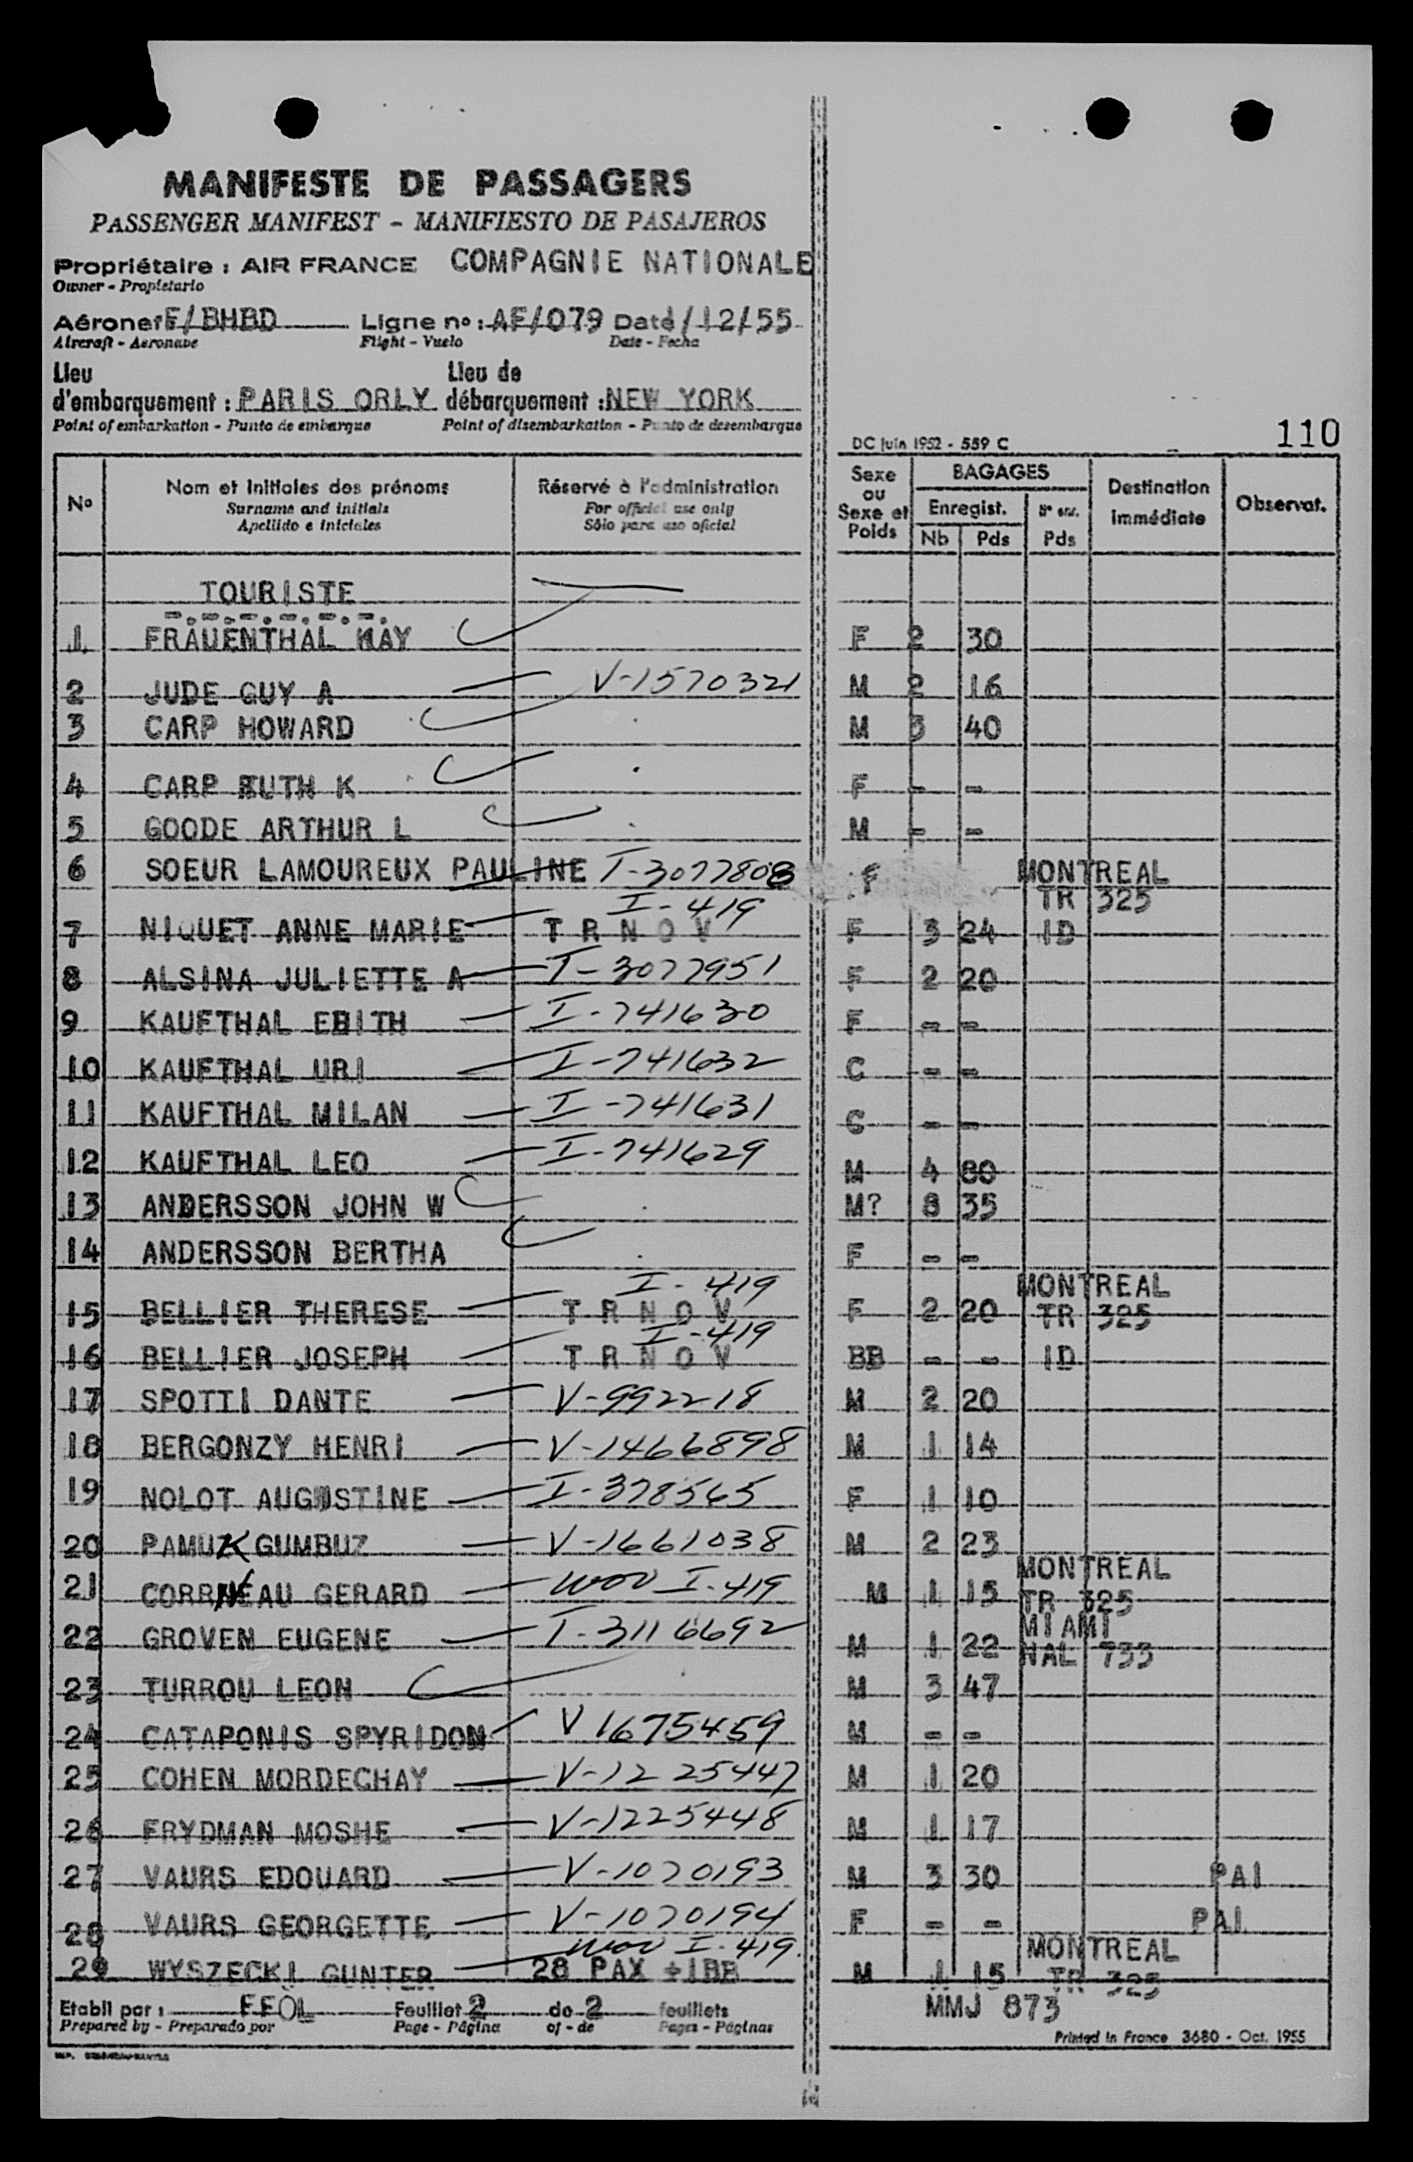 MANIFESTE DE PASSAGERS
PASSENGER MANIFEST - MANIFIESTO DE PASAJEROS
Propriétaire : AIR FRANCE COMPAGNIE NATIONALE
Owner - Propietario
Aéronef F/BHBD Ligne no : AF/079 Date 1/12/55
Aircraft - Aeronave Flight - Vuelo Date - Fecha
Lieu Lieu de
d'embarquement : PARIS ORLY débarquement : NEW YORK
Point of embarkation - Punto de embarque Point of disembarkation - Punto de desembarque
DC Juin 1952 - 559 C 110
No Nom et Initiales des prénoms Réservé à l'administration Sexe ou Sexe et Poids BAGAGES Destination immédiate Observat.
Surname and initials For official use only Enregist.
Apellido e iniciales Sólo para uso oficial Nb Pds Pds
TOURISTE
1 FRAUENTHAL KAY F 2 30
2 JUDE GUY A V-1570321 M 2 16
3 CARP HOWARD M 3 40
4 CARP RUTH K F - -
5 GOODE ARTHUR L M - -
6 SOEUR LAMOUREUX PAULINE I-3077808 F MONTREAL
I-419 TR 325
7 NIQUET ANNE MARIE T R N O V F 3 24 ID
8 ALSINA JULIETTE A I-3077951 F 2 20
9 KAUFTHAL EDITH I-741630 F - -
10 KAUFTHAL URI I-741632 C - -
11 KAUFTHAL MILAN I-741631 C - -
12 KAUFTHAL LEO I-741629 M 4 80
13 ANDERSSON JOHN W M? 8 35
14 ANDERSSON BERTHA F - -
I-419 MONTREAL
15 BELLIER THERESE T R N O V F 2 20 TR 325
I-419
16 BELLIER JOSEPH T R N O V BB - - ID
17 SPOTTI DANTE V-992218 M 2 20
18 BERGONZY HENRI V-1466898 M 1 14
19 NOLOT AUGUSTINE I-378565 F 1 10
20 PAMUK GUMBUZ V-1661038 M 2 23
MONTREAL
21 CORRNEAU GERARD WOV I-419 M 1 15 TR 325
MIAMI
22 GROVEM EUGENE I-3116692 M 1 22 NAL 733
23 TURROU LEON M 3 47
24 CATAPONIS SPYRIDON V 1675459 M - -
25 COHEN MORDECHAY V-1225447 M 1 20
26 FRYDMAN MOSHE V-1225448 M 1 17
27 VAURS EDOUARD V-1070193 M 3 30 PAI
28 VAURS GEORGETTE V-1070194 F - - PAI
WOV I-419 MONTREAL
29 WYSZECKI GUNTER 28 PAX +1BB M 1 15 TR 325
Etabli par : FFOL Feuillet 2 de 2 feuillets MMJ 873
Prepared by - Preparado por Page - Página of - de Pages - Páginas
Printed in France 3680 - Oct. 1955